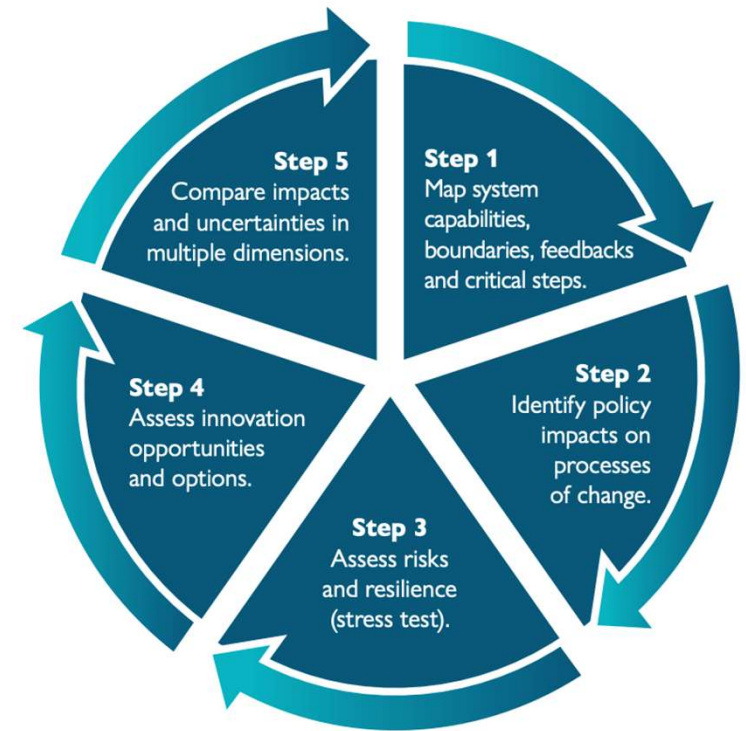 Step 1
Map system
capabilities,
boundaries, feedbacks
and critical steps.
Step 2
Identify policy
impacts on
processes
of change.
Step 3
Assess risks
and resilience
(stress test).
Step 4
Assess innovation
opportunities
and options.
Step 5
Compare impacts
and uncertainties in
multiple dimensions.